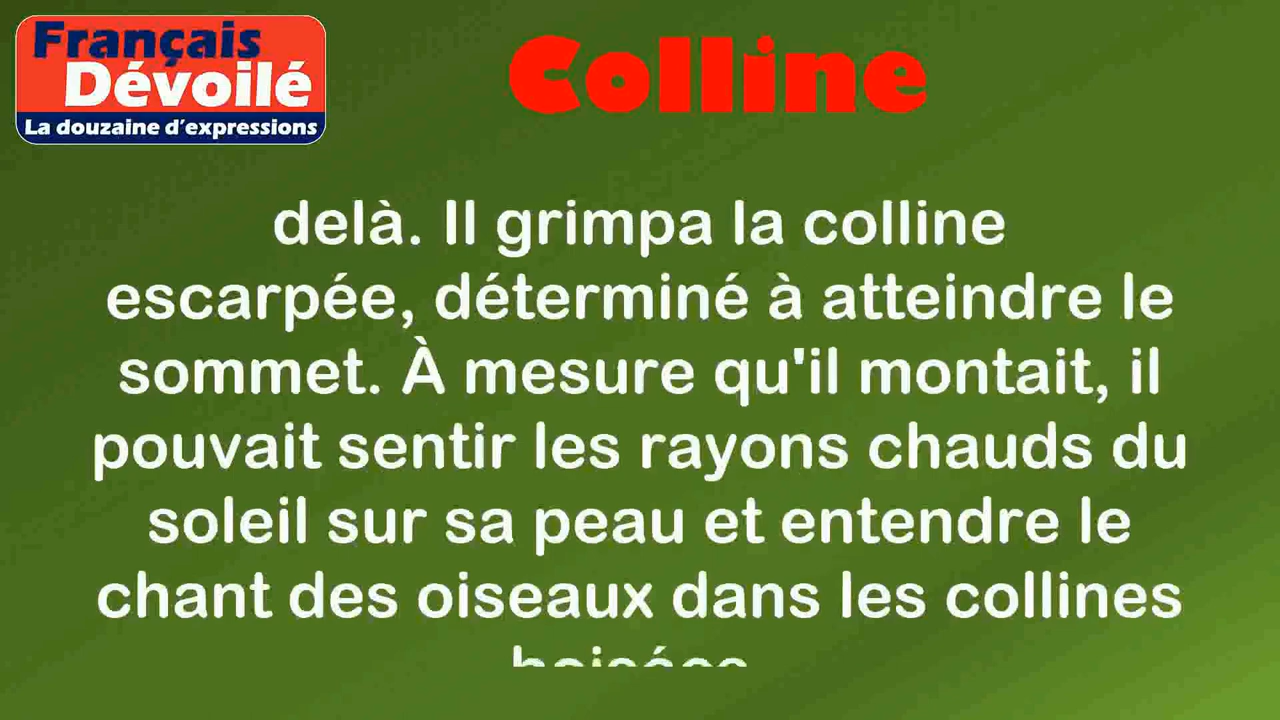 Français
Dévoilé
La douzaine d'expressions
Colline
delà. Il grimpa la colline
escarpée, déterminé à atteindre le
sommet. À mesure qu'il montait, il
pouvait sentir les rayons chauds du
soleil sur sa peau et entendre le
chant des oiseaux dans les collines